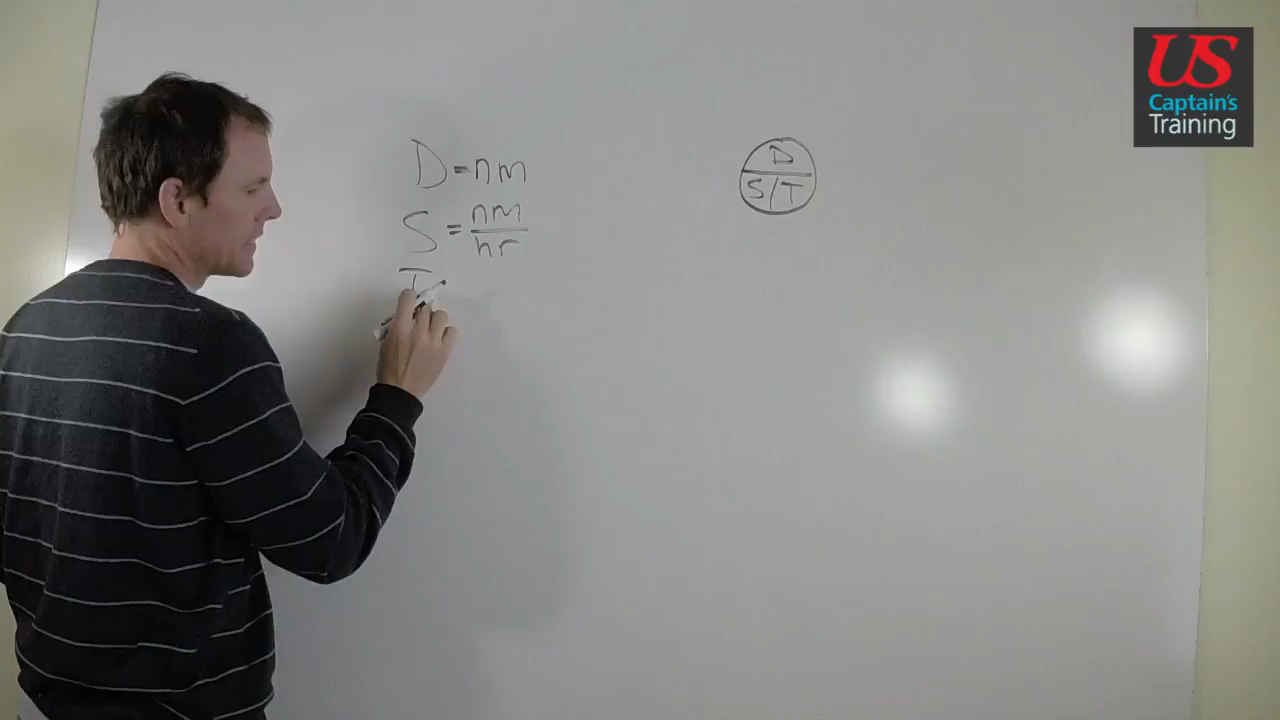 D = nm
S = nm/hr
T
D
S/T
US
Captain's
Training